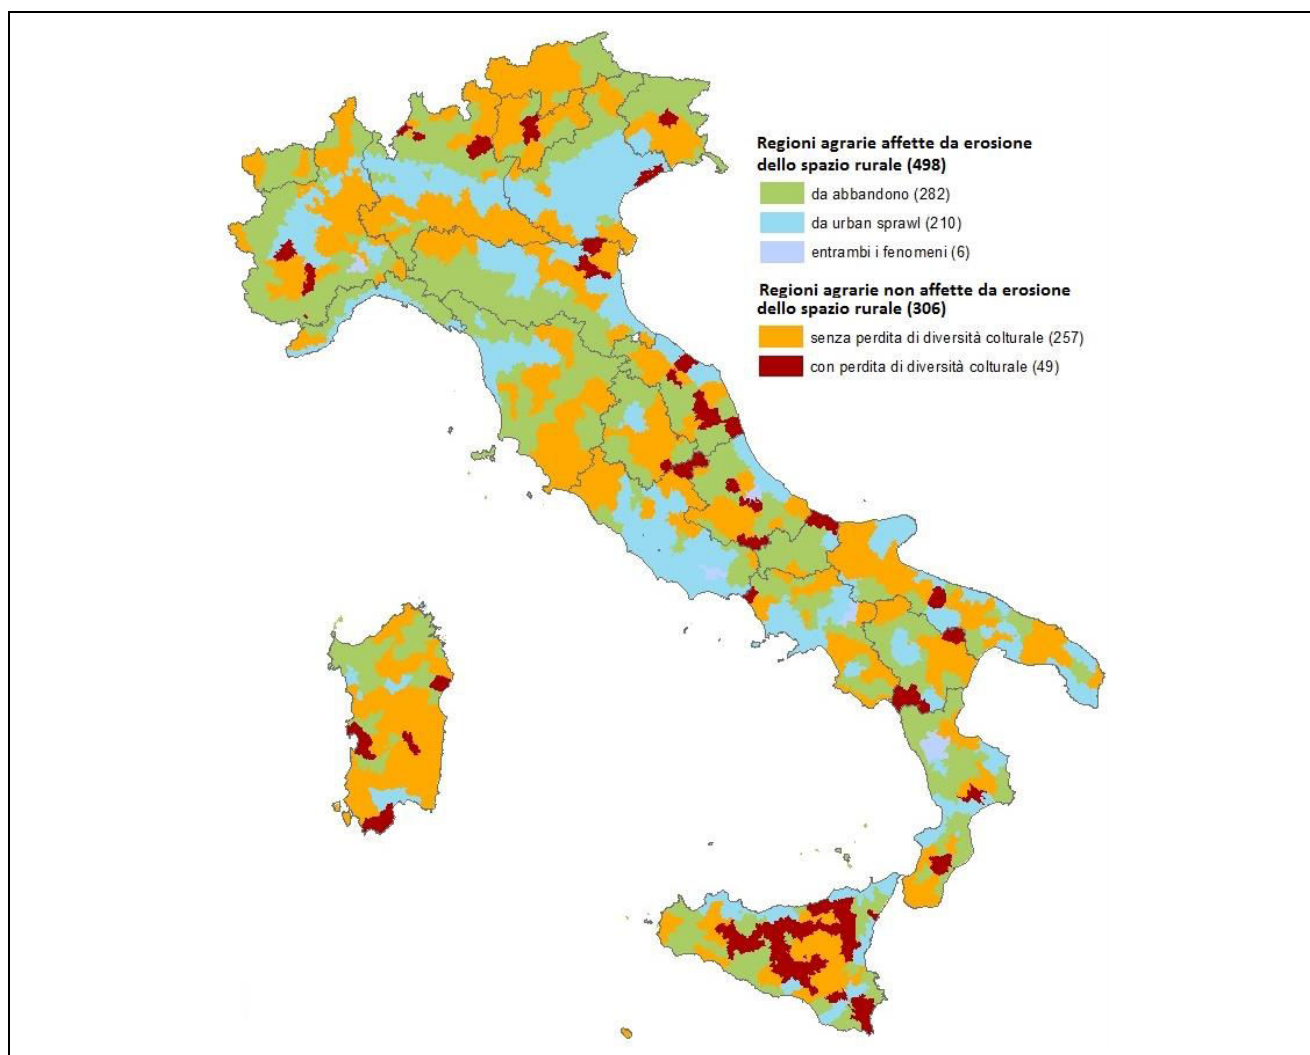 Regioni agrarie affette da erosione
dello spazio rurale (498)
da abbandono (282)
da urban sprawl (210)
entrambi i fenomeni (6)
Regioni agrarie non affette da erosione
dello spazio rurale (306)
senza perdita di diversità colturale (257)
con perdita di diversità colturale (49)